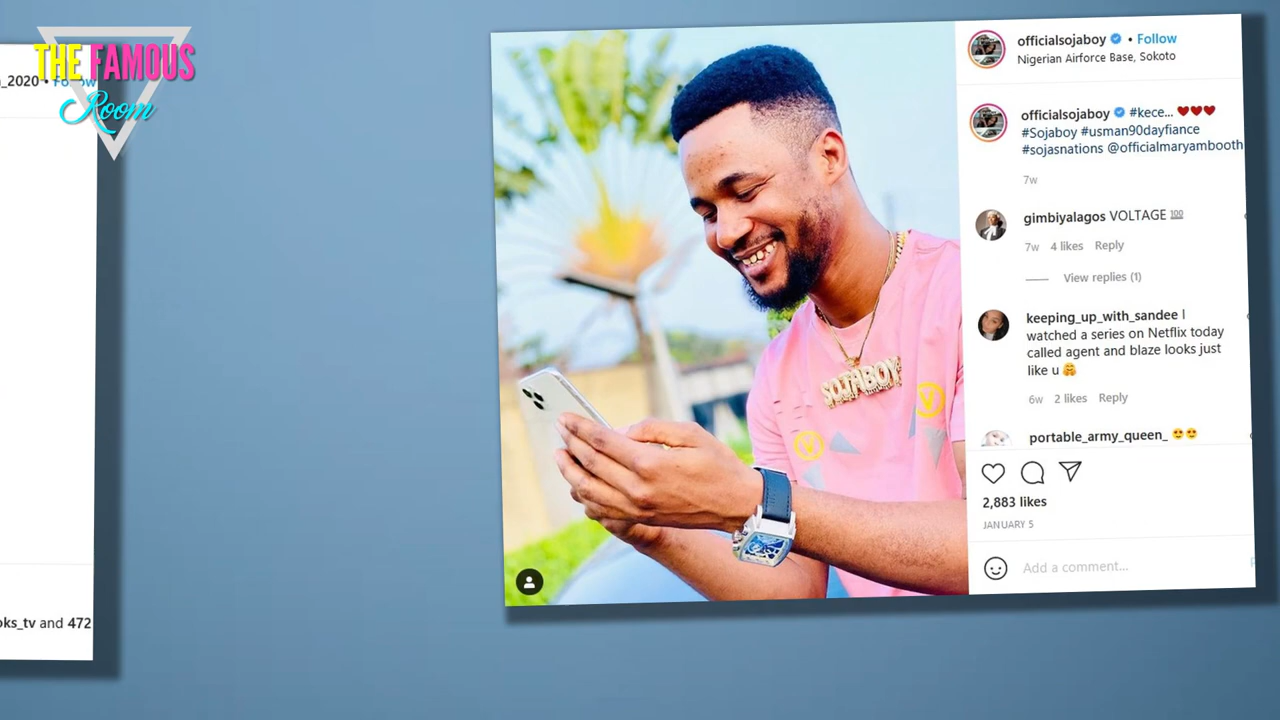 THE FAMOUS
Room
_2020 • Follow
oks_tv and 472
SOJABOY
officialsojaboy • Follow
Nigerian Airforce Base, Sokoto
officialsojaboy #kece... ❤❤❤
#Sojaboy #usman90dayfiance
#sojasnations @officialmaryambooth
7w
gimbiyalagos VOLTAGE 💯
7w 4 likes Reply
View replies (1)
keeping_up_with_sandee I
watched a series on Netflix today
called agent and blaze looks just
like u 🤗
6w 2 likes Reply
portable_army_queen_ 😍😍
2,883 likes
JANUARY 5
Add a comment...